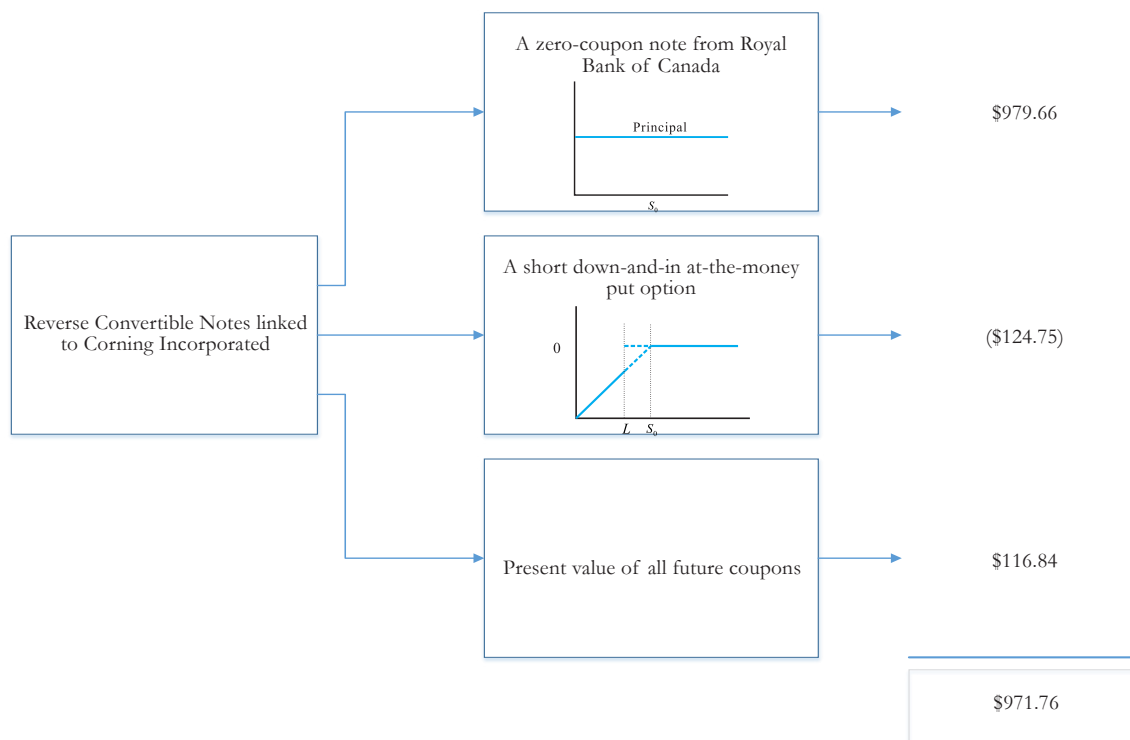 A zero-coupon note from Royal
Bank of Canada
Principal
S₀
$979.66
Reverse Convertible Notes linked
to Corning Incorporated
A short down-and-in at-the-money
put option
0
L S₀
($124.75)
Present value of all future coupons
$116.84
$971.76